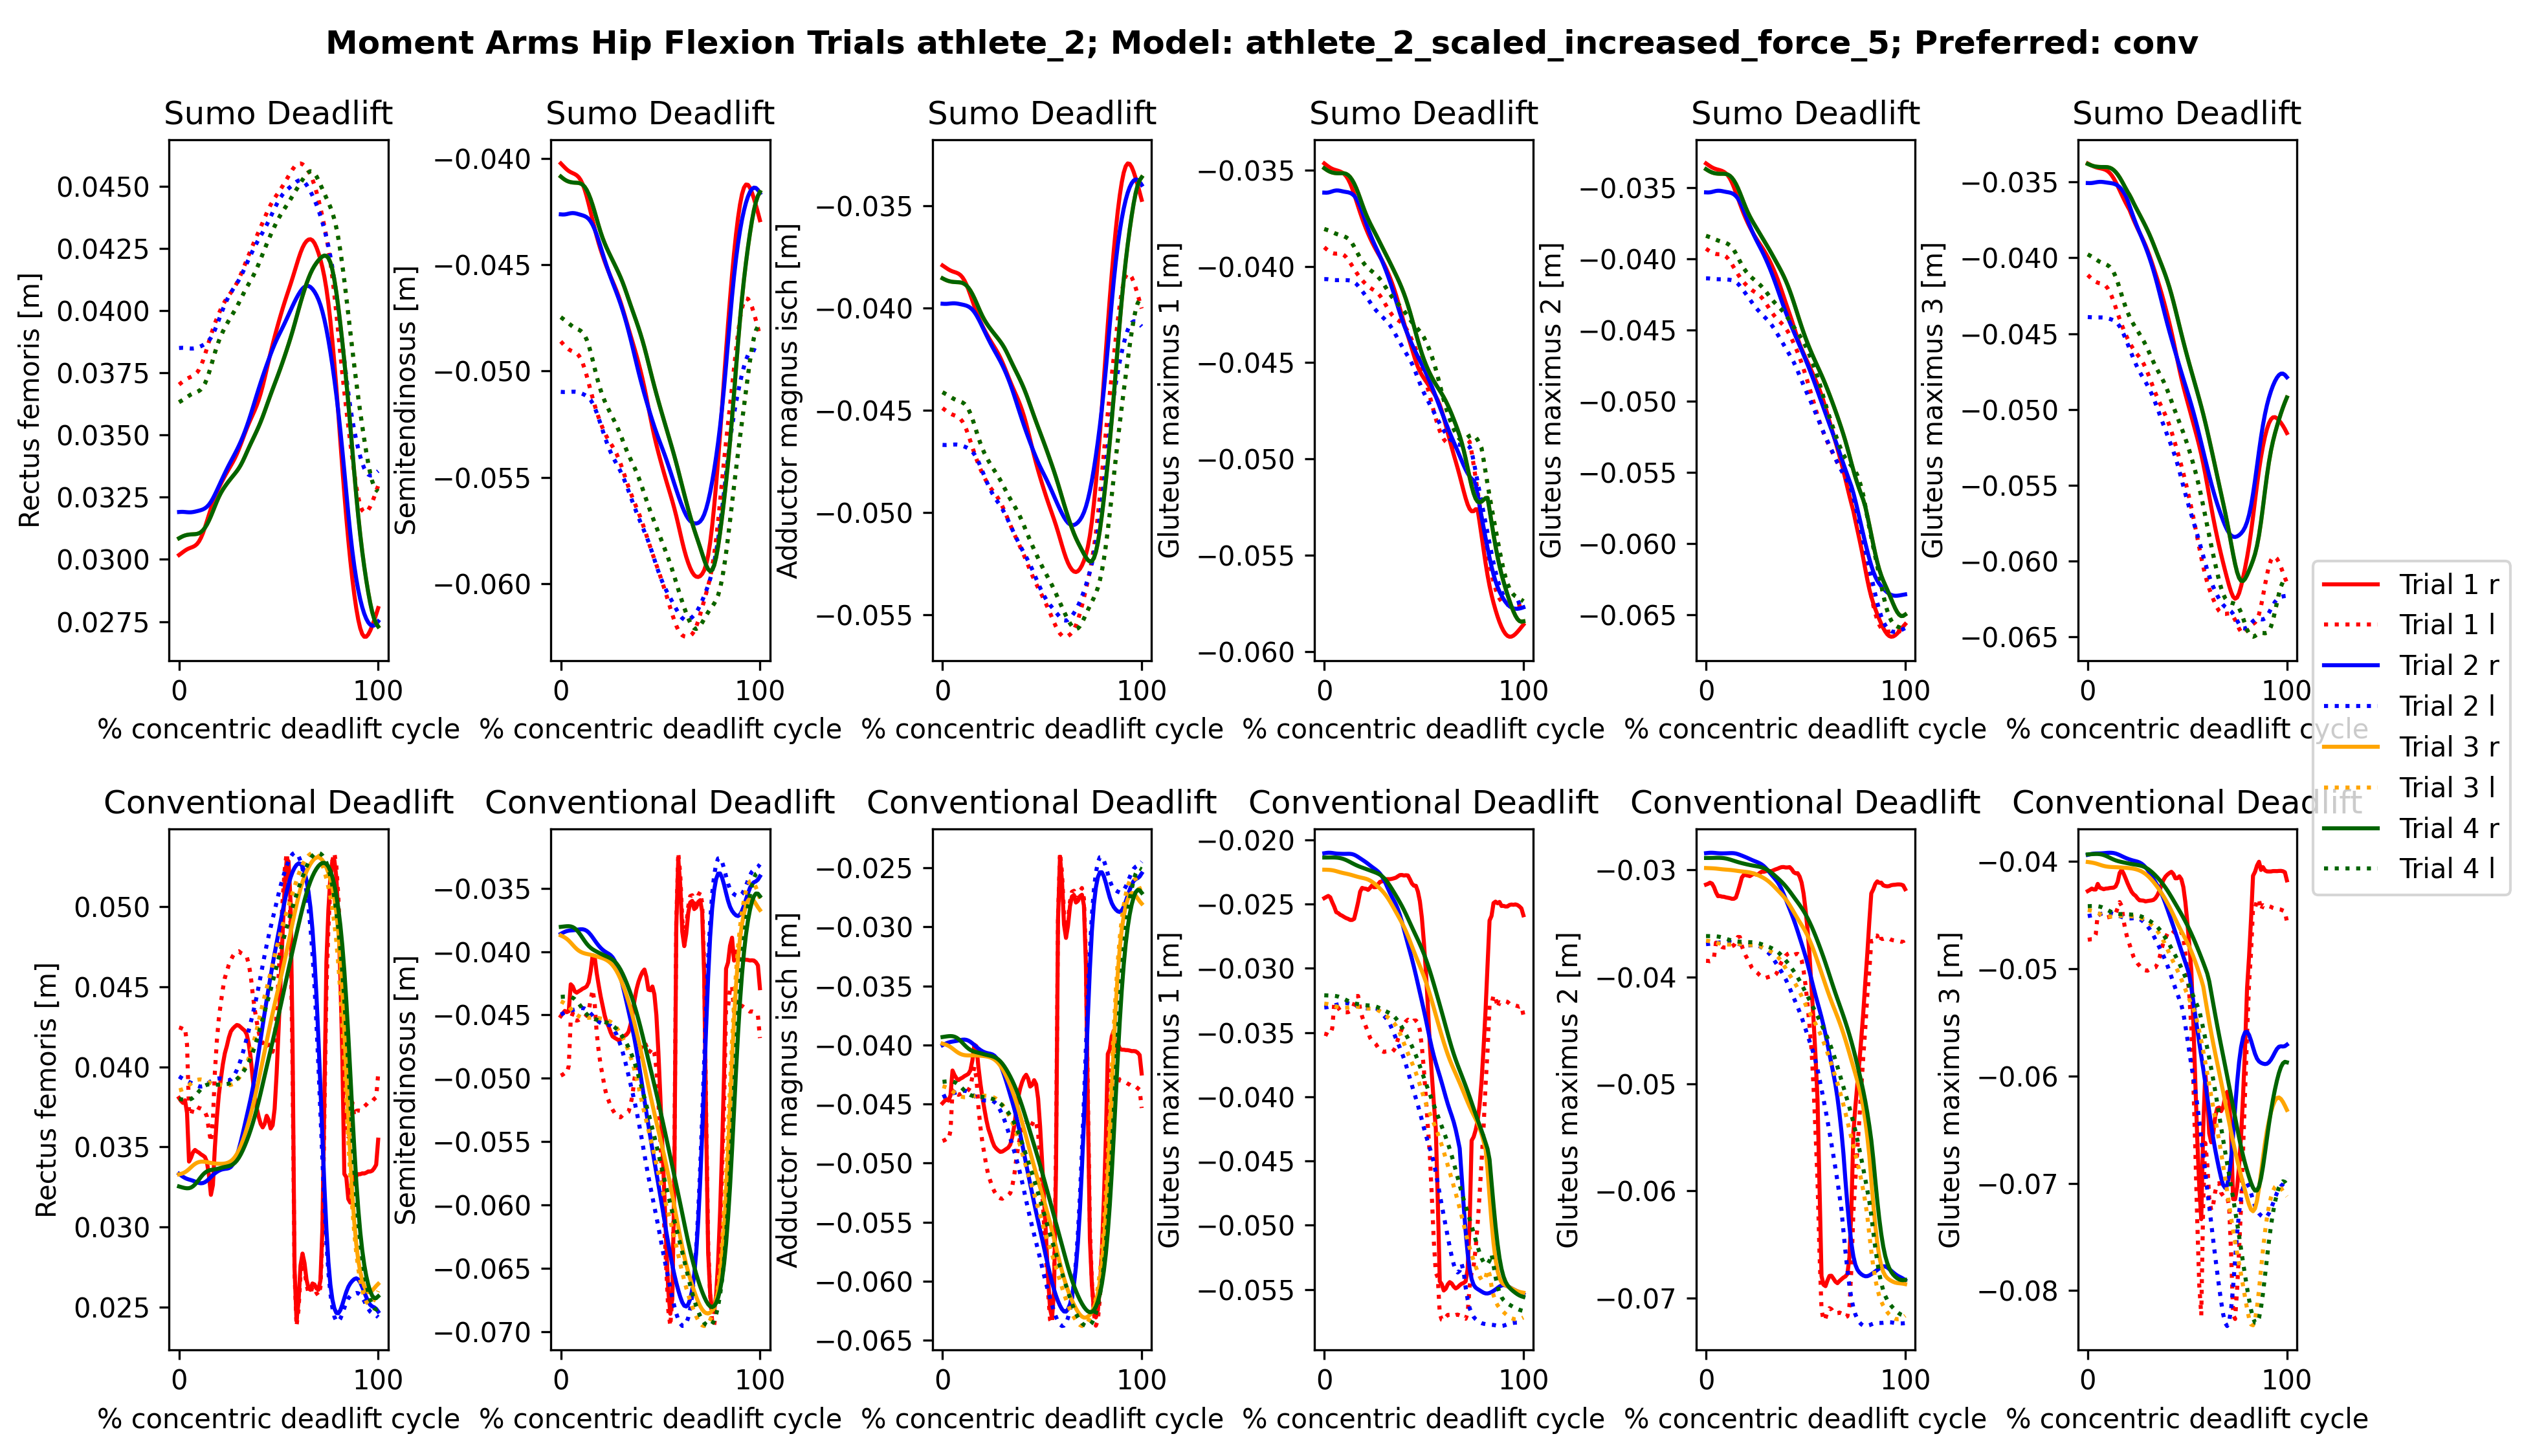 Moment Arms Hip Flexion Trials athlete_2; Model: athlete_2_scaled_increased_force_5; Preferred: conv
Sumo Deadlift
Rectus femoris [m]
0.0450
0.0425
0.0400
0.0375
0.0350
0.0325
0.0300
0.0275
0 100
% concentric deadlift cycle
Sumo Deadlift
Semitendinosus [m]
−0.040
−0.045
−0.050
−0.055
−0.060
0 100
% concentric deadlift cycle
Sumo Deadlift
Adductor magnus isch [m]
−0.035
−0.040
−0.045
−0.050
−0.055
0 100
% concentric deadlift cycle
Sumo Deadlift
Gluteus maximus 1 [m]
−0.035
−0.040
−0.045
−0.050
−0.055
−0.060
0 100
% concentric deadlift cycle
Sumo Deadlift
Gluteus maximus 2 [m]
−0.035
−0.040
−0.045
−0.050
−0.055
−0.060
−0.065
0 100
% concentric deadlift cycle
Sumo Deadlift
Gluteus maximus 3 [m]
−0.035
−0.040
−0.045
−0.050
−0.055
−0.060
−0.065
0 100
% concentric deadlift cycle
Trial 1 r
Trial 1 l
Trial 2 r
Trial 2 l
Trial 3 r
Trial 3 l
Trial 4 r
Trial 4 l
Conventional Deadlift
Rectus femoris [m]
0.050
0.045
0.040
0.035
0.030
0.025
0 100
% concentric deadlift cycle
Conventional Deadlift
Semitendinosus [m]
−0.035
−0.040
−0.045
−0.050
−0.055
−0.060
−0.065
−0.070
0 100
% concentric deadlift cycle
Conventional Deadlift
Adductor magnus isch [m]
−0.025
−0.030
−0.035
−0.040
−0.045
−0.050
−0.055
−0.060
−0.065
0 100
% concentric deadlift cycle
Conventional Deadlift
Gluteus maximus 1 [m]
−0.020
−0.025
−0.030
−0.035
−0.040
−0.045
−0.050
−0.055
0 100
% concentric deadlift cycle
Conventional Deadlift
Gluteus maximus 2 [m]
−0.03
−0.04
−0.05
−0.06
−0.07
0 100
% concentric deadlift cycle
Conventional Deadlift
Gluteus maximus 3 [m]
−0.04
−0.05
−0.06
−0.07
−0.08
0 100
% concentric deadlift cycle